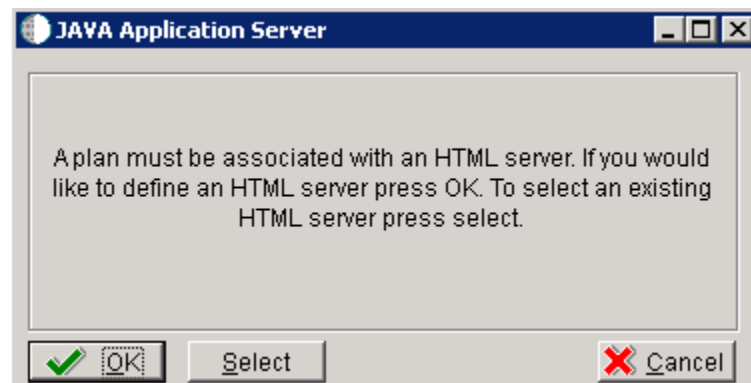 JAVA Application Server
A plan must be associated with an HTML server. If you would
like to define an HTML server press OK. To select an existing
HTML server press select.
OK Select Cancel